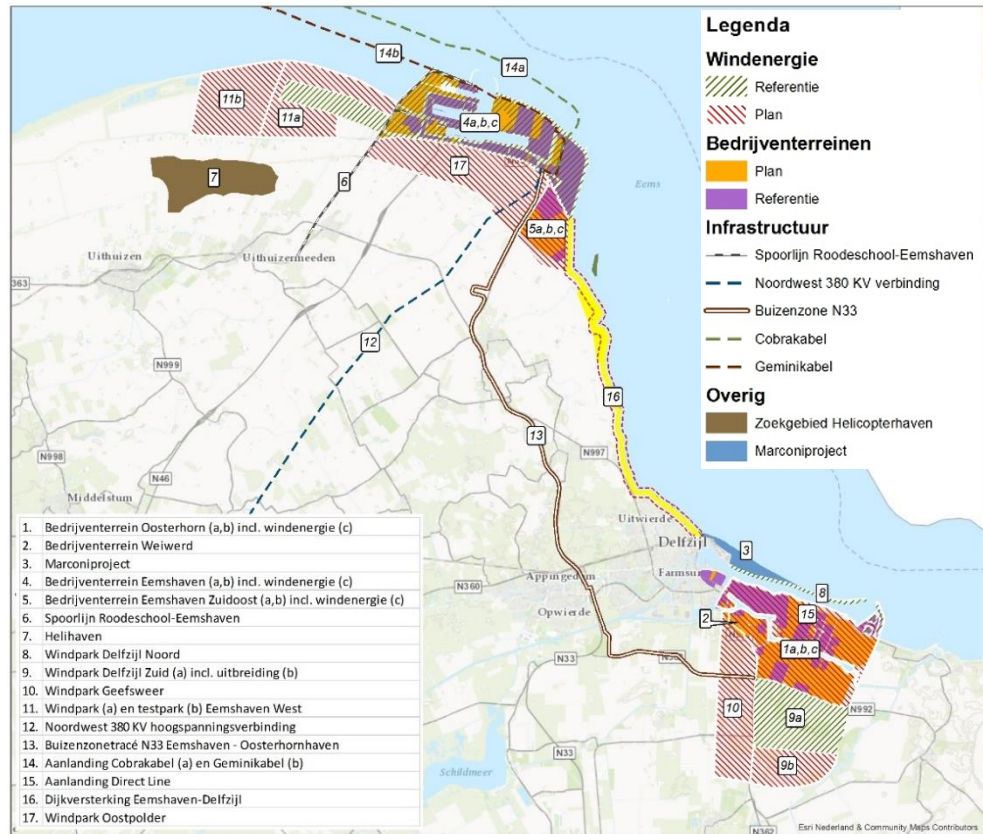 Legenda
Windenergie
Referentie
Plan
Bedrijventerreinen
Plan
Referentie
Infrastructuur
Spoorlijn Roodeschool-Eemshaven
Noordwest 380 KV verbinding
Buizenzone N33
Cobrakabel
Geminikabel
Overig
Zoekgebied Helicopterhaven
Marconiproject
14b
14a
11b
11a
4a,b,c
17
6
7
Eems
5a,b,c
Uithuizen
Uithuizermeeden
363
12
N999
16
13
N997
N998
N46
Middelstum
Uitwierde
Delfzijl
3
N360
Appingedam
Farmsum
8
Opwierde
2
15
1a,b,c
N33
10
9a
N992
N33
9b
Schildmeer
N362
1. Bedrijventerrein Oosterhorn (a,b) incl. windenergie (c)
2. Bedrijventerrein Weiwerd
3. Marconiproject
4. Bedrijventerrein Eemshaven (a,b) incl. windenergie (c)
5. Bedrijventerrein Eemshaven Zuidoost (a,b) incl. windenergie (c)
6. Spoorlijn Roodeschool-Eemshaven
7. Helihaven
8. Windpark Delfzijl Noord
9. Windpark Delfzijl Zuid (a) incl. uitbreiding (b)
10. Windpark Geefsweer
11. Windpark (a) en testpark (b) Eemshaven West
12. Noordwest 380 KV hoogspanningsverbinding
13. Buizenzonetracé N33 Eemshaven - Oosterhornhaven
14. Aanlanding Cobrakabel (a) en Geminikabel (b)
15. Aanlanding Direct Line
16. Dijkversterking Eemshaven-Delfzijl
17. Windpark Oostpolder
Esri Nederland & Community Maps Contributors